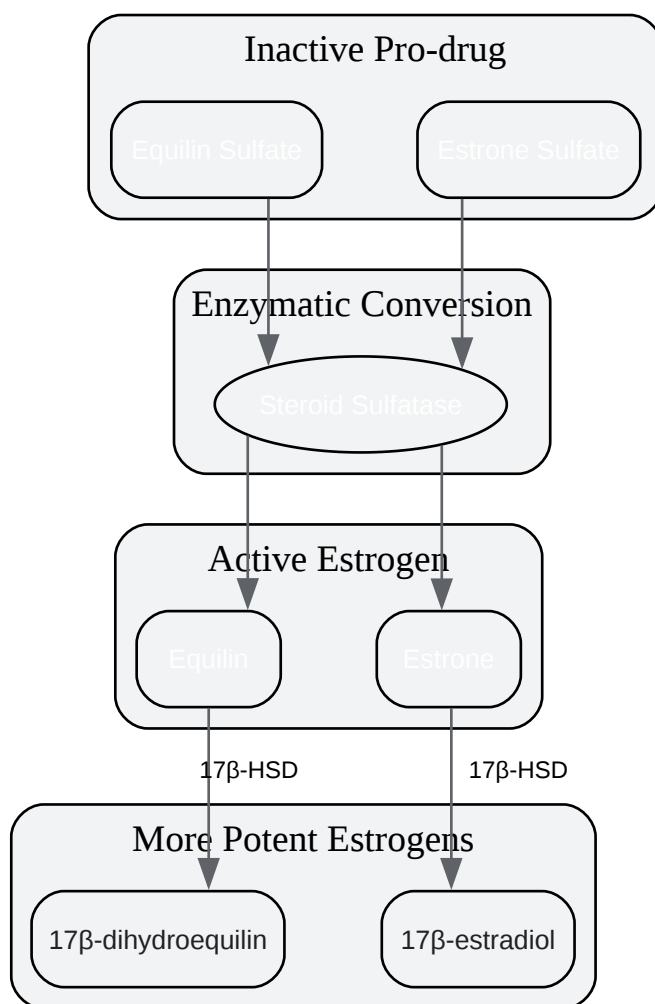 Inactive Pro-drug
Equilin Sulfate
Estrone Sulfate
Enzymatic Conversion
Steroid Sulfatase
Active Estrogen
Equilin
Estrone
17β-HSD
17β-HSD
More Potent Estrogens
17β-dihydroequilin
17β-estradiol